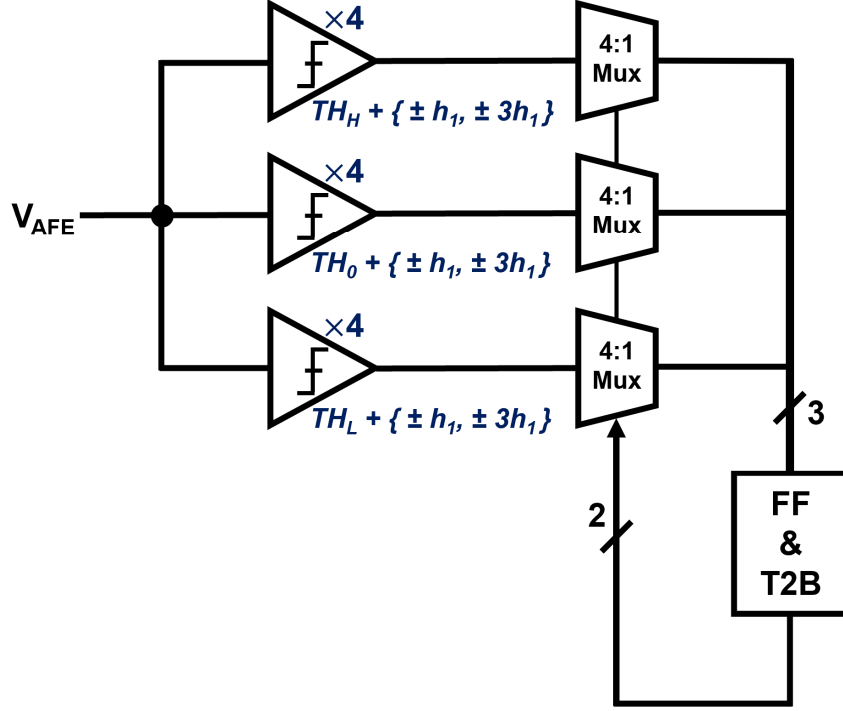 ×4
4:1
Mux
TH_H + { ± h_1, ± 3h_1 }
×4
4:1
Mux
V_AFE
TH_0 + { ± h_1, ± 3h_1 }
×4
4:1
Mux
TH_L + { ± h_1, ± 3h_1 }
3
2
FF
&
T2B